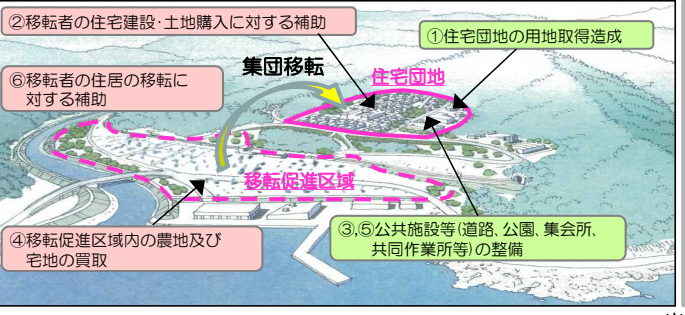 ②移転者の住宅建設･土地購入に対する補助
①住宅団地の用地取得造成
集団移転
住宅団地
⑥移転者の住居の移転に
対する補助
移転促進区域
④移転促進区域内の農地及び
宅地の買取
③,⑤公共施設等(道路、公園、集会所、
共同作業所等)の整備